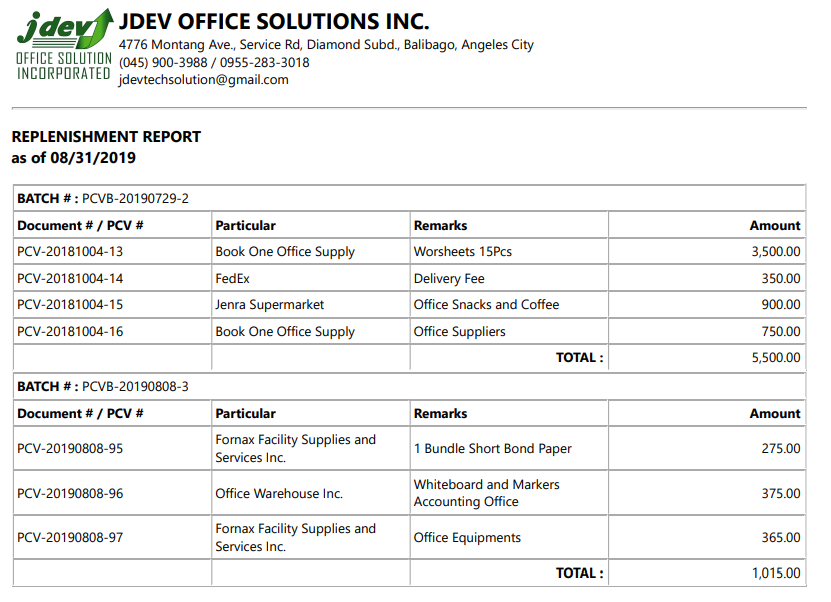 jdev
OFFICE SOLUTION
INCORPORATED
JDEV OFFICE SOLUTIONS INC.
4776 Montang Ave., Service Rd, Diamond Subd., Balibago, Angeles City
(045) 900-3988 / 0955-283-3018
jdevtechsolution@gmail.com
REPLENISHMENT REPORT
as of 08/31/2019
BATCH # : PCVB-20190729-2
Document # / PCV # Particular Remarks Amount
PCV-20181004-13 Book One Office Supply Worsheets 15Pcs 3,500.00
PCV-20181004-14 FedEx Delivery Fee 350.00
PCV-20181004-15 Jenra Supermarket Office Snacks and Coffee 900.00
PCV-20181004-16 Book One Office Supply Office Suppliers 750.00
TOTAL : 5,500.00
BATCH # : PCVB-20190808-3
Document # / PCV # Particular Remarks Amount
PCV-20190808-95 Fornax Facility Supplies and
Services Inc. 1 Bundle Short Bond Paper 275.00
PCV-20190808-96 Office Warehouse Inc. Whiteboard and Markers
Accounting Office 375.00
PCV-20190808-97 Fornax Facility Supplies and
Services Inc. Office Equipments 365.00
TOTAL : 1,015.00